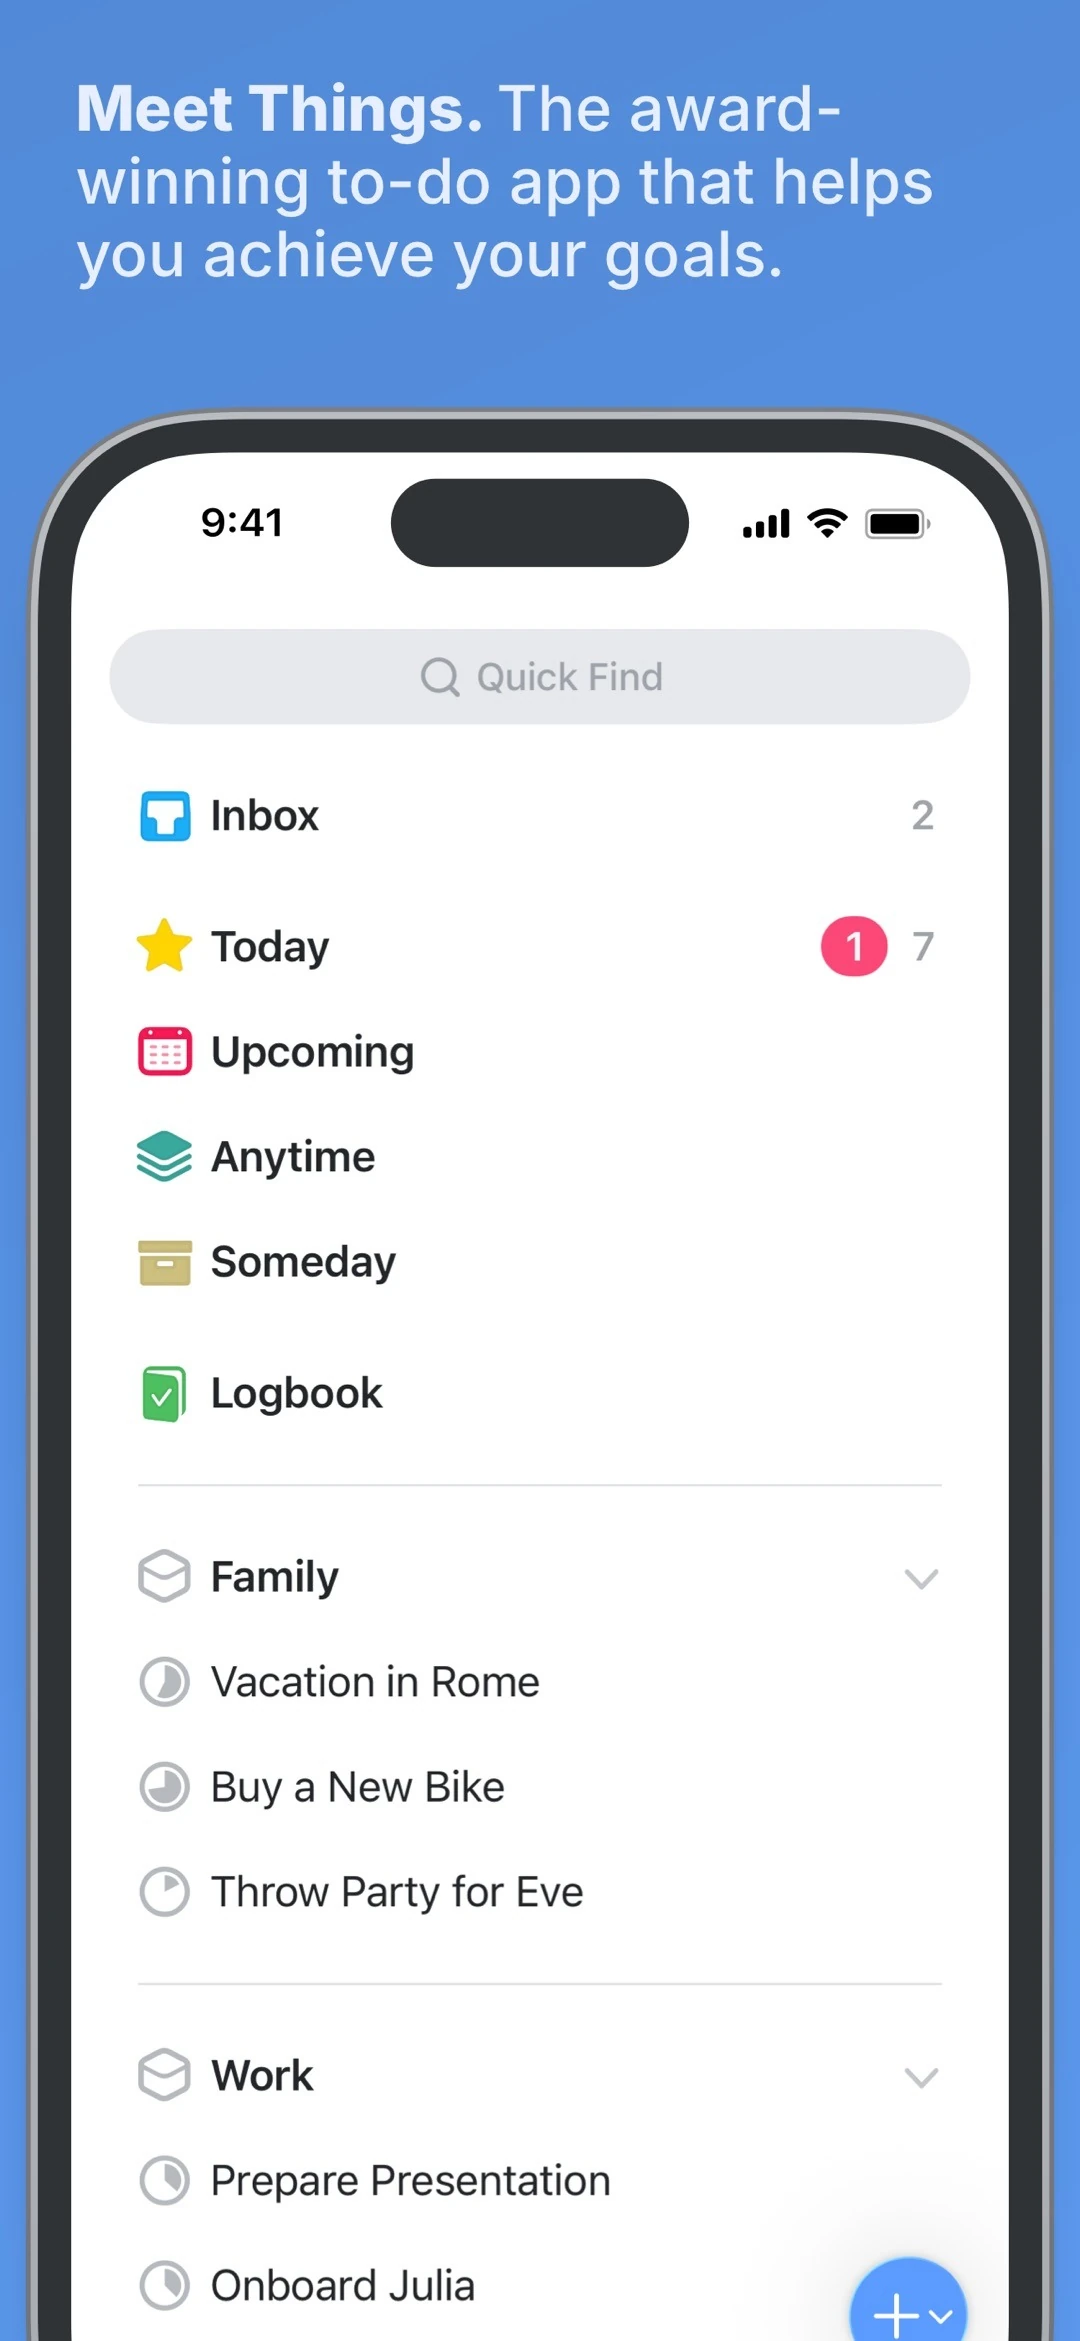 Meet Things. The award-
winning to-do app that helps
you achieve your goals.
9:41
Quick Find
Inbox 2
Today 1 7
Upcoming
Anytime
Someday
Logbook
Family
Vacation in Rome
Buy a New Bike
Throw Party for Eve
Work
Prepare Presentation
Onboard Julia